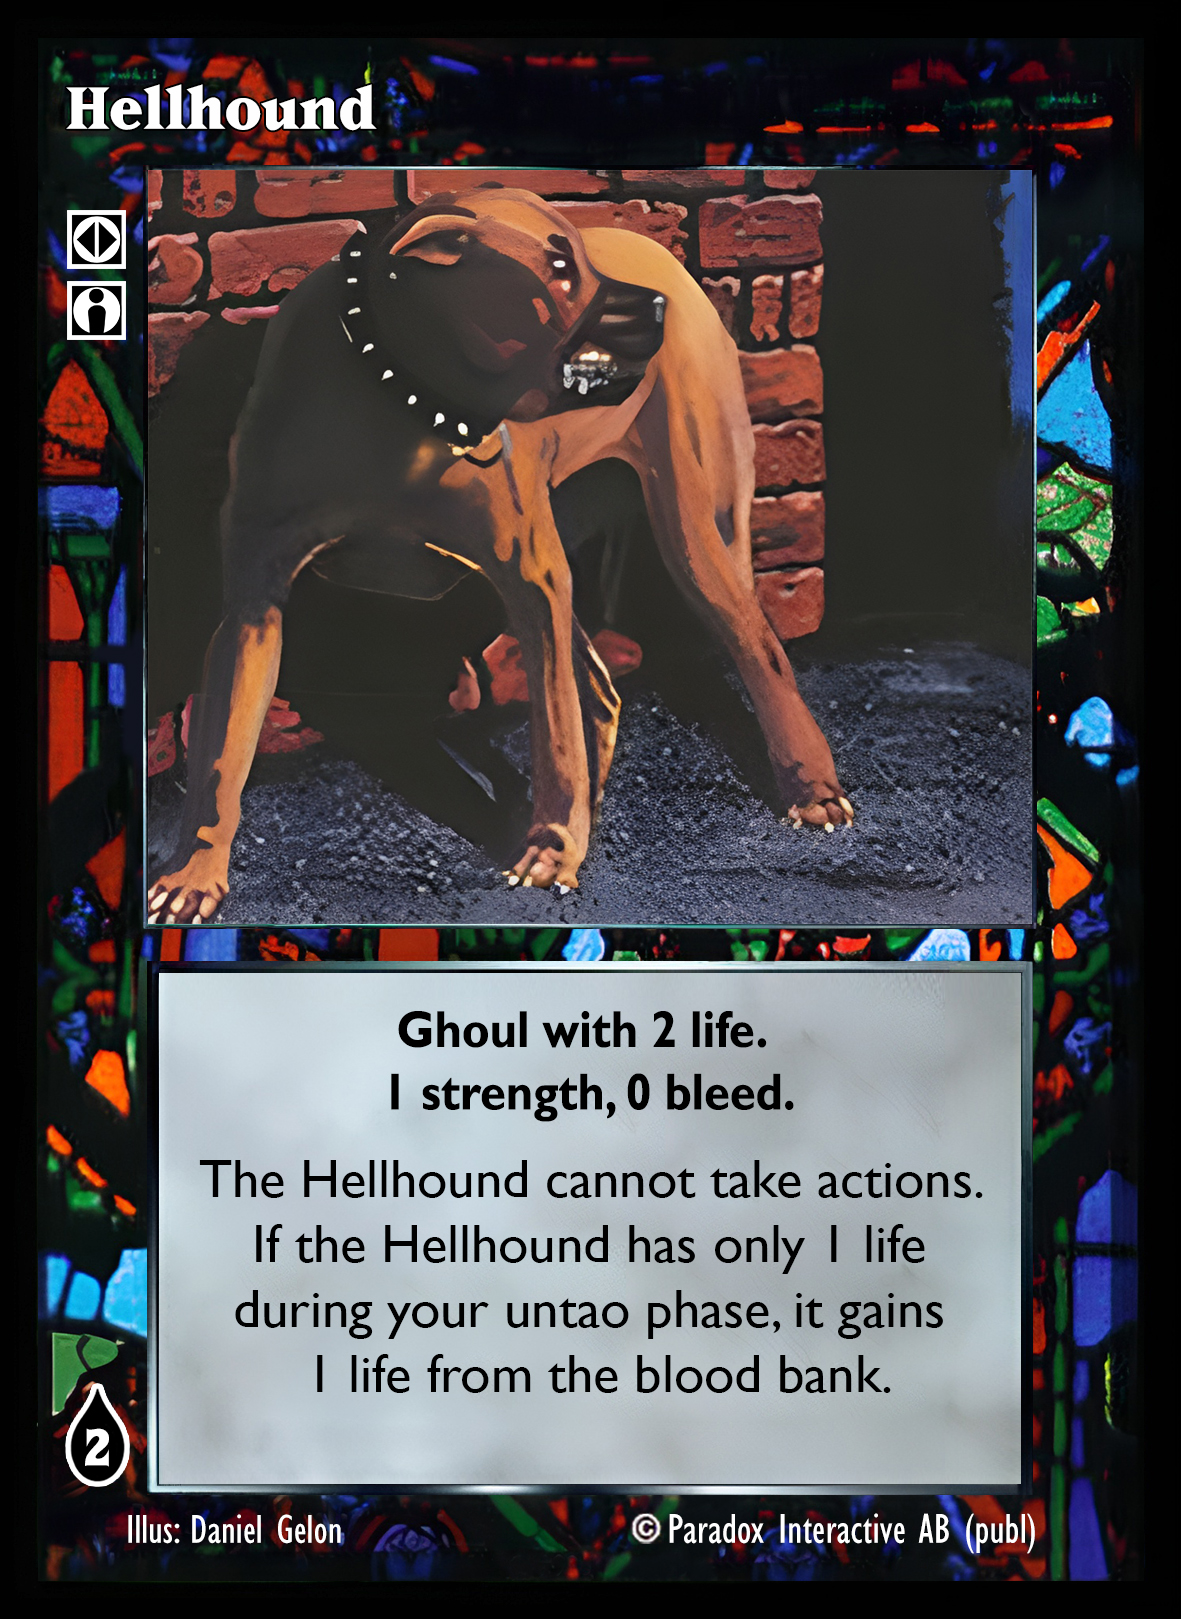 Hellhound
Ghoul with 2 life.
1 strength, 0 bleed.
The Hellhound cannot take actions.
If the Hellhound has only 1 life
during your untao phase, it gains
1 life from the blood bank.
2
Illus: Daniel Gelon
© Paradox Interactive AB (publ)